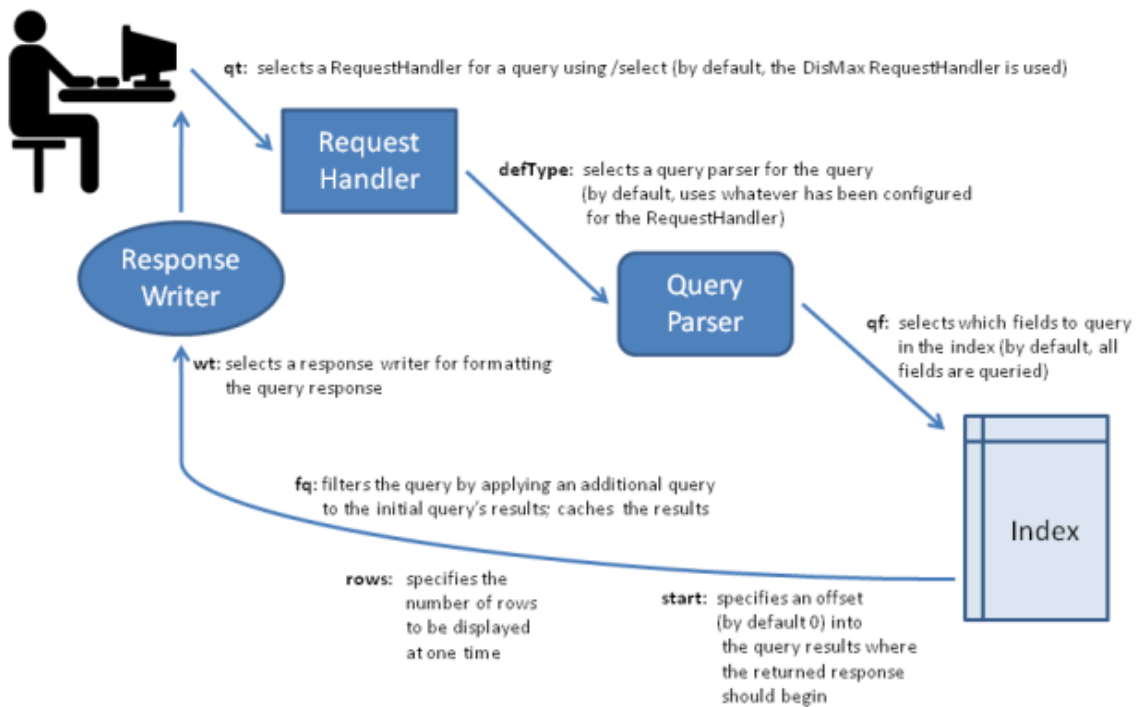 qt: selects a RequestHandler for a query using /select (by default, the DisMax RequestHandler is used)
Request
Handler
defType: selects a query parser for the query
(by default, uses whatever has been configured
for the RequestHandler)
Response
Writer
Query
Parser
qf: selects which fields to query
in the index (by default, all
fields are queried)
wt: selects a response writer for formatting
the query response
fq: filters the query by applying an additional query
to the initial query's results; caches the results
Index
rows: specifies the
number of rows
to be displayed
at one time
start: specifies an offset
(by default 0) into
the query results where
the returned response
should begin